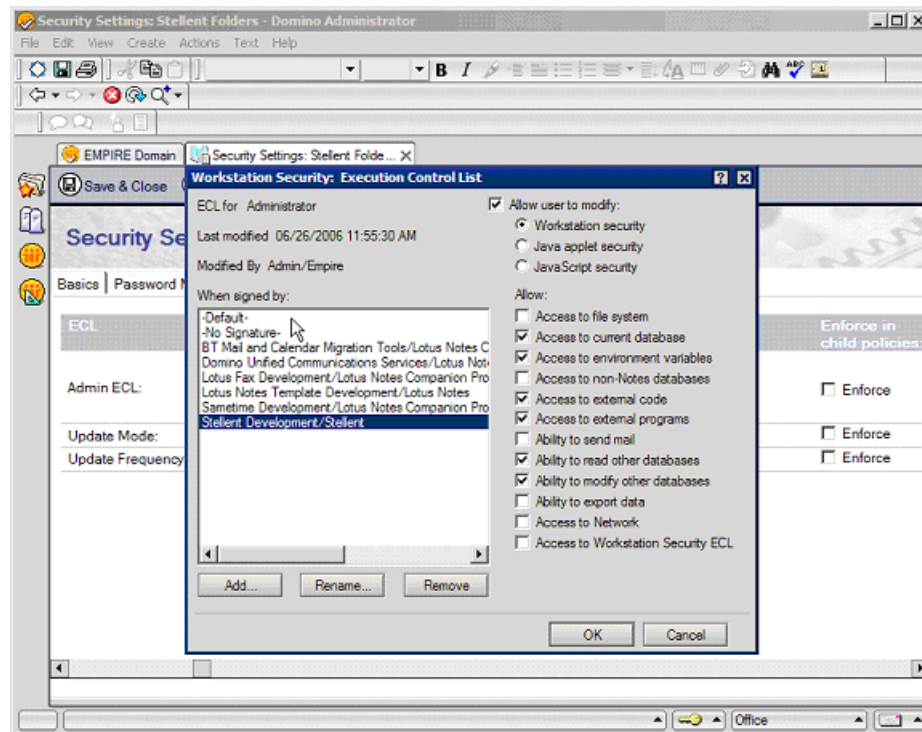 Security Settings: Stellent Folders - Domino Administrator
File Edit View Create Actions Text Help
B I
EMPIRE Domain
Security Settings: Stellent Folde...
Save & Close
Workstation Security: Execution Control List
Security Se
Basics
Password
ECL
Admin ECL:
Update Mode:
Update Frequency
ECL for Administrator
Last modified 06/26/2006 11:55:30 AM
Modified By Admin/Empire
When signed by:
-Default-
-No Signature-
BT Mail and Calendar Migration Tools/Lotus Notes C
Domino Unified Communications Services/Lotus Not
Lotus Fax Development/Lotus Notes Companion Pro
Lotus Notes Template Development/Lotus Notes
Sametime Development/Lotus Notes Companion Pro
Stellent Development/Stellent
Add... Rename... Remove
Allow user to modify:
Workstation security
Java applet security
JavaScript security
Allow:
Access to file system
Access to current database
Access to environment variables
Access to non-Notes databases
Access to external code
Access to external programs
Ability to send mail
Ability to read other databases
Ability to modify other databases
Ability to export data
Access to Network
Access to Workstation Security ECL
OK Cancel
Enforce in
child policies:
Enforce
Enforce
Enforce
Office